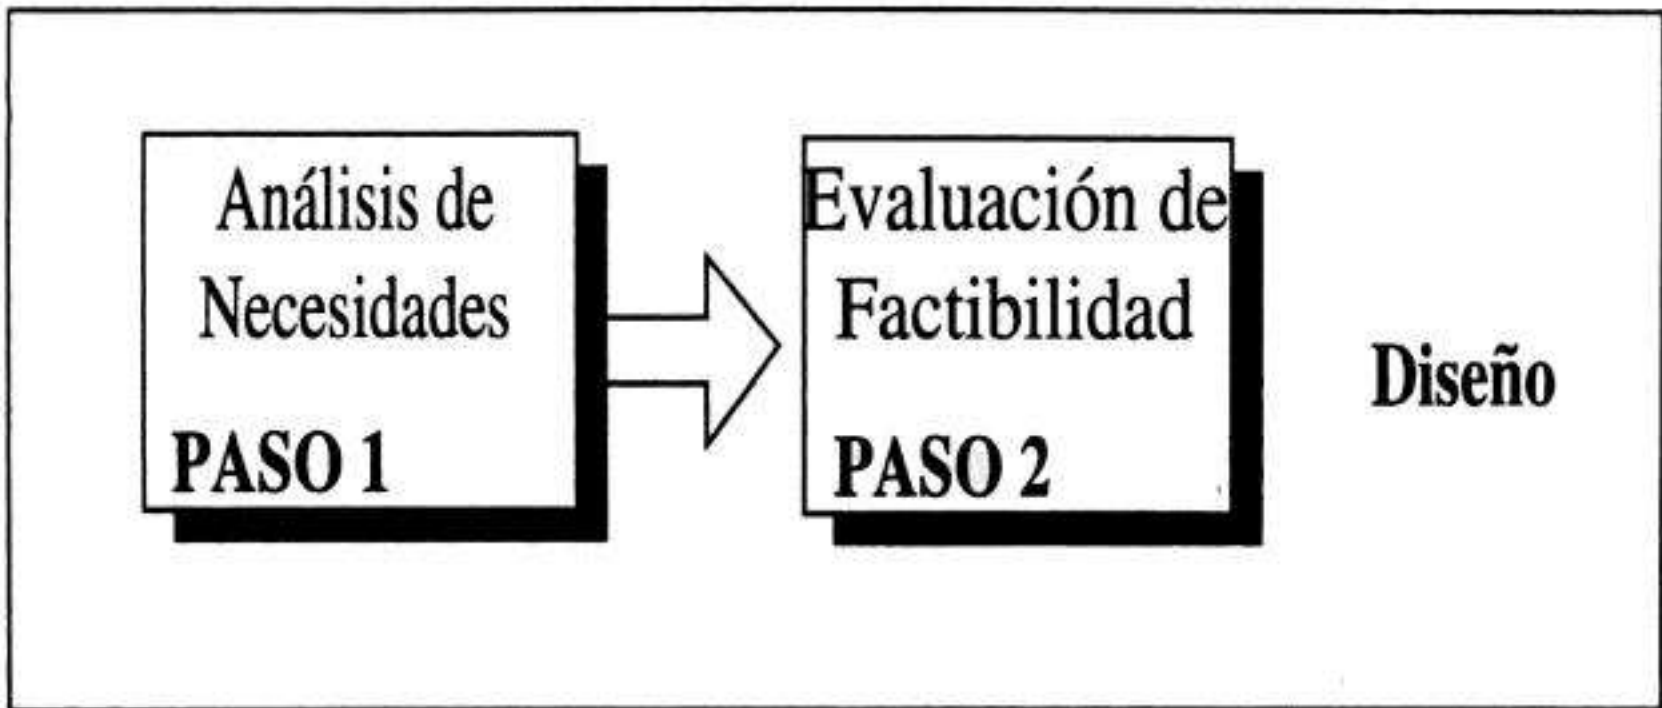 Análisis de
Necesidades
PASO 1
Evaluación de
Factibilidad
PASO 2
Diseño